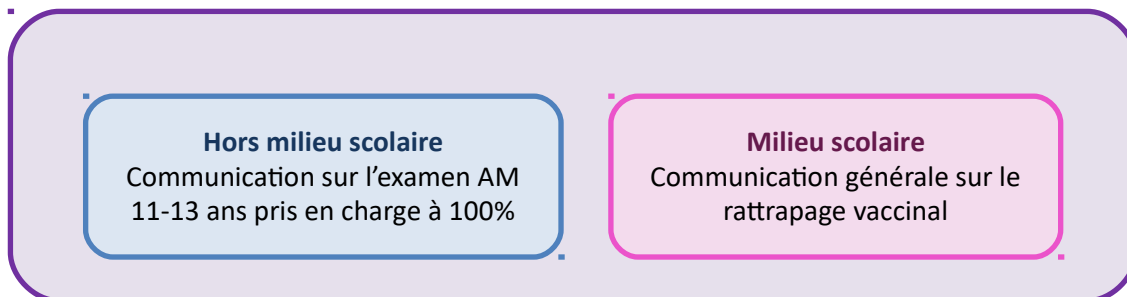 Hors milieu scolaire
Communication sur l’examen AM
11-13 ans pris en charge à 100%
Milieu scolaire
Communication générale sur le
rattrapage vaccinal